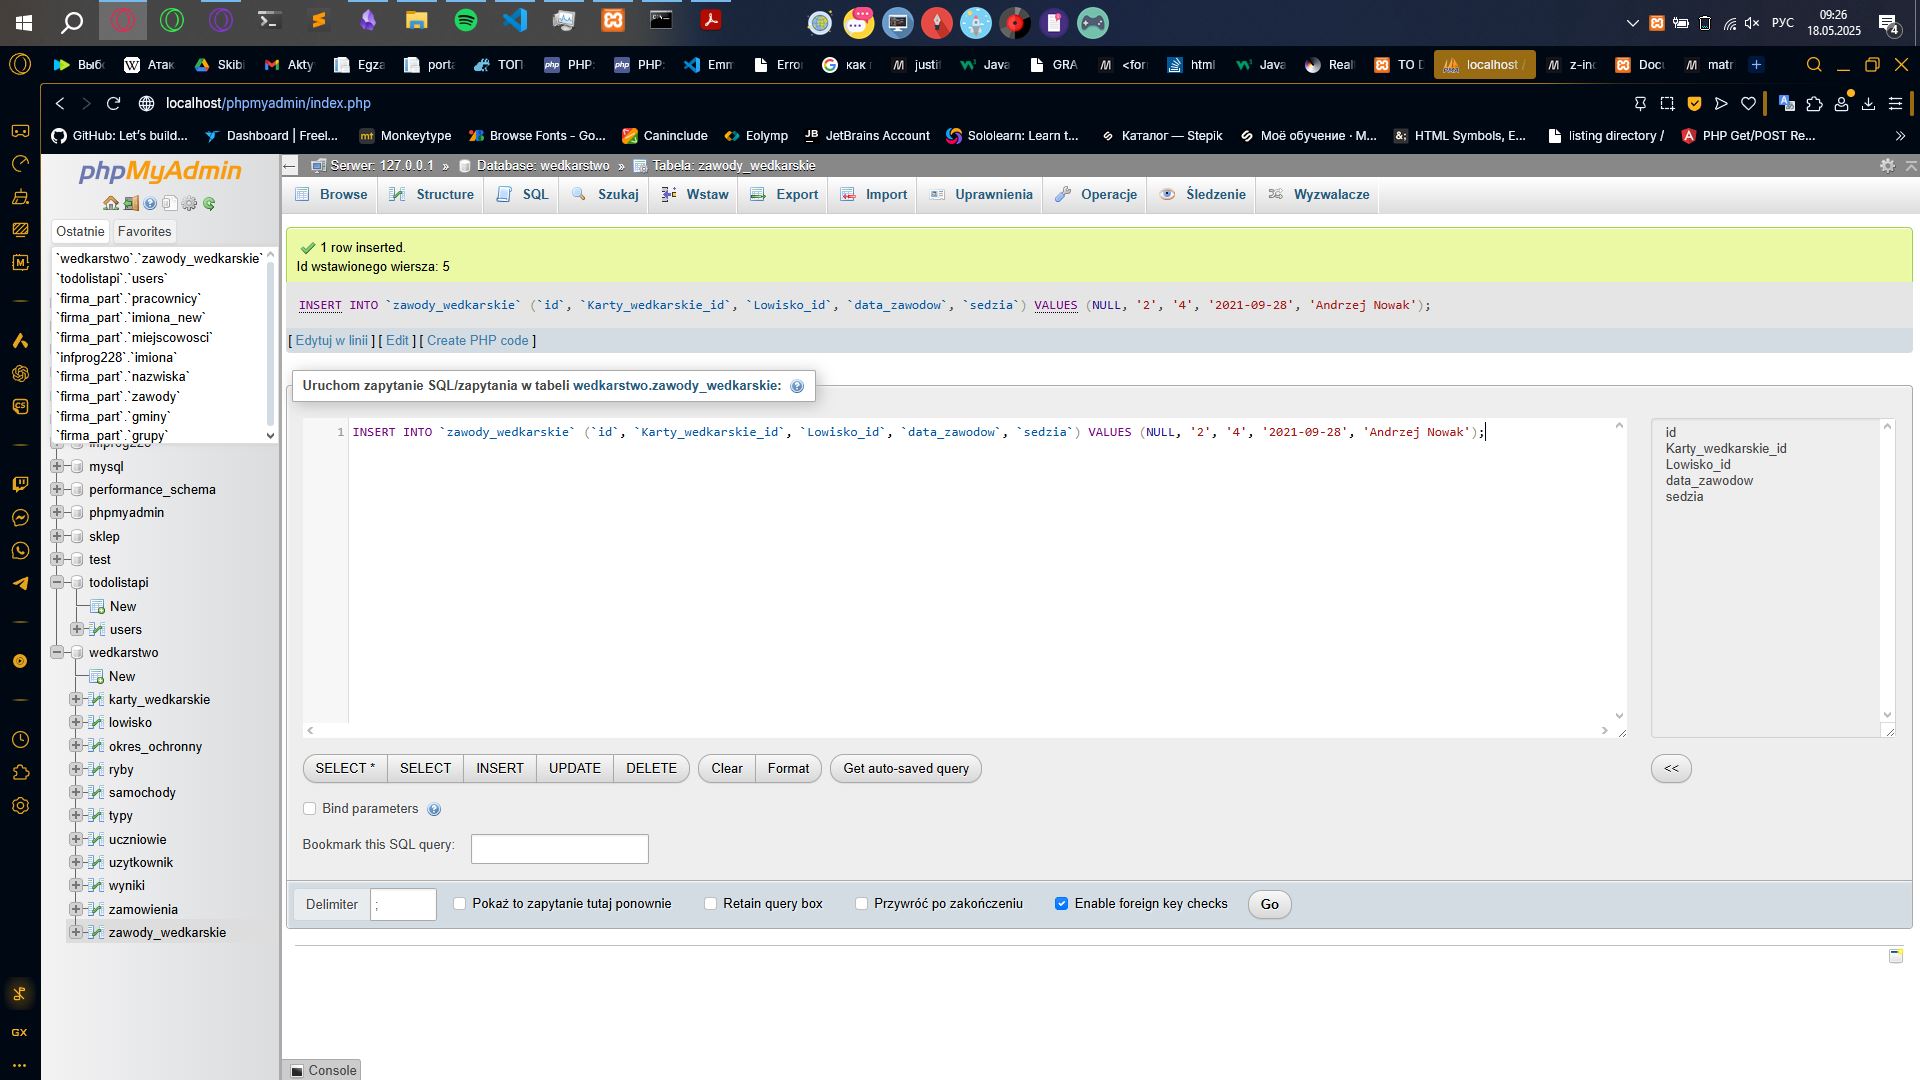 09:26
РУС
18.05.2025
4
Выбо
Атак
Skibi
Akty
Egza
porta
ТОП
PHP:
PHP:
Emm
Erro
как
justif
Java
GRA
<for
html
Java
Reali
TO D
localhost /
z-in
Docu
matr
localhost/phpmyadmin/index.php
GitHub: Let's build...
Dashboard | Freel...
Monkeytype
Browse Fonts - Go...
Caninclude
Eolymp
JetBrains Account
Sololearn: Learn t...
Каталог — Stepik
Моё обучение · M...
HTML Symbols, E...
listing directory /
PHP Get/POST Re...
phpMyAdmin
Ostatnie
Favorites
`wedkarstwo`.`zawody_wedkarskie`
`todolistapi`.`users`
`firma_part`.`pracownicy`
`firma_part`.`imiona_new`
`firma_part`.`miejscowosci`
`infprog228`.`imiona`
`firma_part`.`nazwiska`
`firma_part`.`zawody`
`firma_part`.`gminy`
`firma_part`.`grupy`
infprog228
mysql
performance_schema
phpmyadmin
sklep
test
todolistapi
New
users
wedkarstwo
New
karty_wedkarskie
lowisko
okres_ochronny
ryby
samochody
typy
uczniowie
uzytkownik
wyniki
zamowienia
zawody_wedkarskie
GX
Serwer: 127.0.0.1 » Database: wedkarstwo » Tabela: zawody_wedkarskie
Browse
Structure
SQL
Szukaj
Wstaw
Export
Import
Uprawnienia
Operacje
Śledzenie
Wyzwalacze
1 row inserted.
Id wstawionego wiersza: 5
INSERT INTO `zawody_wedkarskie` (`id`, `Karty_wedkarskie_id`, `Lowisko_id`, `data_zawodow`, `sedzia`) VALUES (NULL, '2', '4', '2021-09-28', 'Andrzej Nowak');
[ Edytuj w linii ] [ Edit ] [ Create PHP code ]
Uruchom zapytanie SQL/zapytania w tabeli wedkarstwo.zawody_wedkarskie:
1 INSERT INTO `zawody_wedkarskie` (`id`, `Karty_wedkarskie_id`, `Lowisko_id`, `data_zawodow`, `sedzia`) VALUES (NULL, '2', '4', '2021-09-28', 'Andrzej Nowak');
id
Karty_wedkarskie_id
Lowisko_id
data_zawodow
sedzia
SELECT *
SELECT
INSERT
UPDATE
DELETE
Clear
Format
Get auto-saved query
<<
Bind parameters
Bookmark this SQL query:
Delimiter
;
Pokaż to zapytanie tutaj ponownie
Retain query box
Przywróć po zakończeniu
Enable foreign key checks
Go
Console